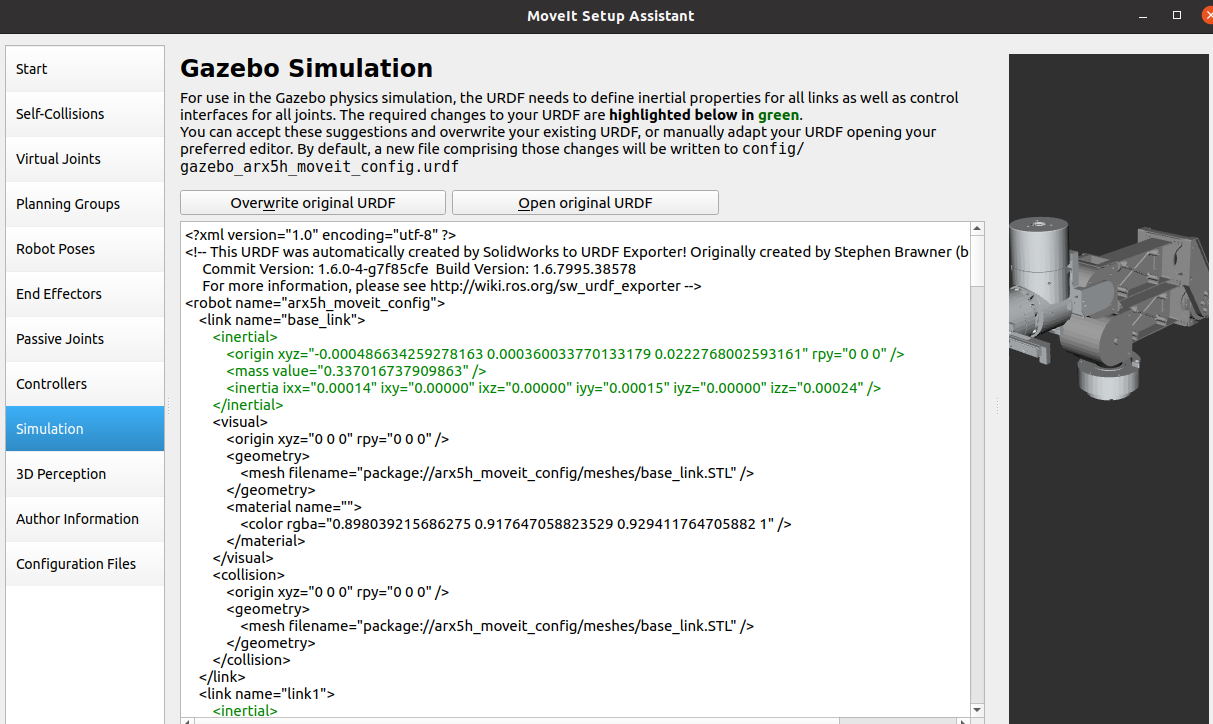 MoveIt Setup Assistant
Start
Self-Collisions
Virtual Joints
Planning Groups
Robot Poses
End Effectors
Passive Joints
Controllers
Simulation
3D Perception
Author Information
Configuration Files
Gazebo Simulation
For use in the Gazebo physics simulation, the URDF needs to define inertial properties for all links as well as control
interfaces for all joints. The required changes to your URDF are highlighted below in green.
You can accept these suggestions and overwrite your existing URDF, or manually adapt your URDF opening your
preferred editor. By default, a new file comprising those changes will be written to config/
gazebo_arx5h_moveit_config.urdf
Overwrite original URDF
Open original URDF
<?xml version="1.0" encoding="utf-8" ?>
<!-- This URDF was automatically created by SolidWorks to URDF Exporter! Originally created by Stephen Brawner (b
Commit Version: 1.6.0-4-g7f85cfe  Build Version: 1.6.7995.38578
For more information, please see http://wiki.ros.org/sw_urdf_exporter -->
<robot name="arx5h_moveit_config">
<link name="base_link">
<inertial>
<origin xyz="-0.000486634259278163 0.000360033770133179 0.0222768002593161" rpy="0 0 0" />
<mass value="0.337016737909863" />
<inertia ixx="0.00014" ixy="0.00000" ixz="0.00000" iyy="0.00015" iyz="0.00000" izz="0.00024" />
</inertial>
<visual>
<origin xyz="0 0 0" rpy="0 0 0" />
<geometry>
<mesh filename="package://arx5h_moveit_config/meshes/base_link.STL" />
</geometry>
<material name="">
<color rgba="0.898039215686275 0.917647058823529 0.929411764705882 1" />
</material>
</visual>
<collision>
<origin xyz="0 0 0" rpy="0 0 0" />
<geometry>
<mesh filename="package://arx5h_moveit_config/meshes/base_link.STL" />
</geometry>
</collision>
</link>
<link name="link1">
<inertial>